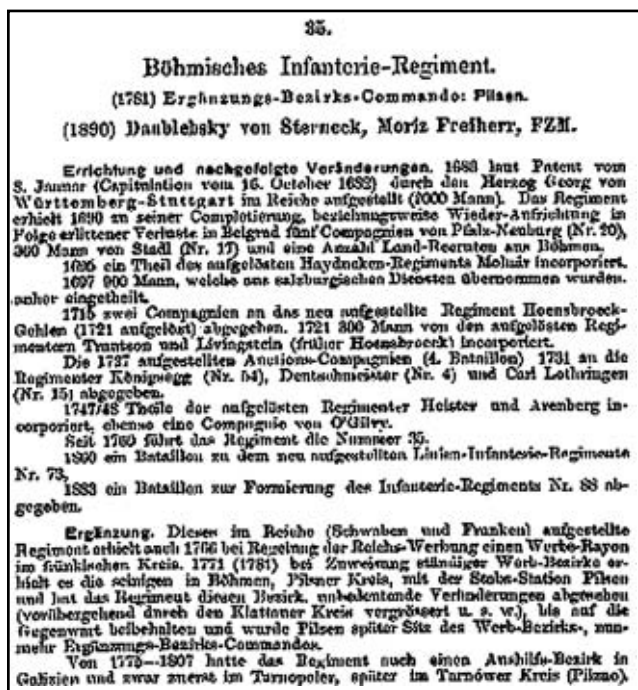 35.
Böhmisches Infanterie-Regiment.
(1781) Ergänzungs-Bezirks-Commando: Pilsen.
(1890) Daublebsky von Sterneck, Moriz Freiherr, FZM.
Errichtung und nachgefolgte Veränderungen. 1683 laut Patent vom
8. Januar (Capitulation vom 16. October 1682) durch den Herzog Georg von
Württemberg-Stuttgart im Reiche aufgestellt (2000 Mann). Das Regiment
erhielt 1690 zu seiner Completierung, beziehungsweise Wieder-Aufrichtung in
Folge erlittener Verluste in Belgrad fünf Compagnien von Pfalz-Neuburg (Nr. 20),
300 Mann von Stadl (Nr. 17) und eine Anzahl Land-Recruten aus Böhmen.
1695 ein Theil des aufgelösten Hayducken-Regiments Molnár incorporirt.
1697 900 Mann, welche aus salzburgischen Diensten übernommen wurden,
anher eingetheilt.
1715 zwei Compagnien an das neu aufgestellte Regiment Hoensbroeck-
Gehlen (1721 aufgelöst) abgegeben. 1721 300 Mann von den aufgelösten Regi-
mentern Trautson und Livingstein (früher Hoensbroeck) incorporirt.
Die 1737 aufgestellten Auctions-Compagnien (4. Bataillon) 1731 an die
Regimenter Königsegg (Nr. 54), Deutschmeister (Nr. 4) und Carl Lothringen
(Nr. 15) abgegeben.
1747/48 Theile der aufgelösten Regimenter Heister und Arenberg in-
corporirt, ebenso eine Compagnie von O'Gilvy.
Seit 1769 führt das Regiment die Nummer 35.
1860 ein Bataillon zu dem neu aufgestellten Linien-Infanterie-Regimente
Nr. 73,
1883 ein Bataillon zur Formierung des Infanterie-Regiments Nr. 88 ab-
gegeben.
Ergänzung. Dieses im Reiche (Schwaben und Franken) aufgestellte
Regiment erhielt auch 1766 bei Regelung der Reichs-Werbung einen Werbe-Rayon
im fränkischen Kreis. 1771 (1781) bei Zuweisung ständiger Werb-Bezirke er-
hielt es die seinigen in Böhmen, Pilsner Kreis, mit der Stabs-Station Pilsen
und hat das Regiment diesen Bezirk, unbedeutende Veränderungen abgesehen
(vorübergehend durch den Klattauer Kreis vergrössert u. s. w.), bis auf die
Gegenwart beibehalten und wurde Pilsen später Sitz des Werb-Bezirks-, nun-
mehr Ergänzungs-Bezirks-Commandos.
Von 1775—1807 hatte das Regiment auch einen Aushilfs-Bezirk in
Galizien und zwar zuerst im Tarnopoler, später im Tarnówer Kreis (Pilzno).